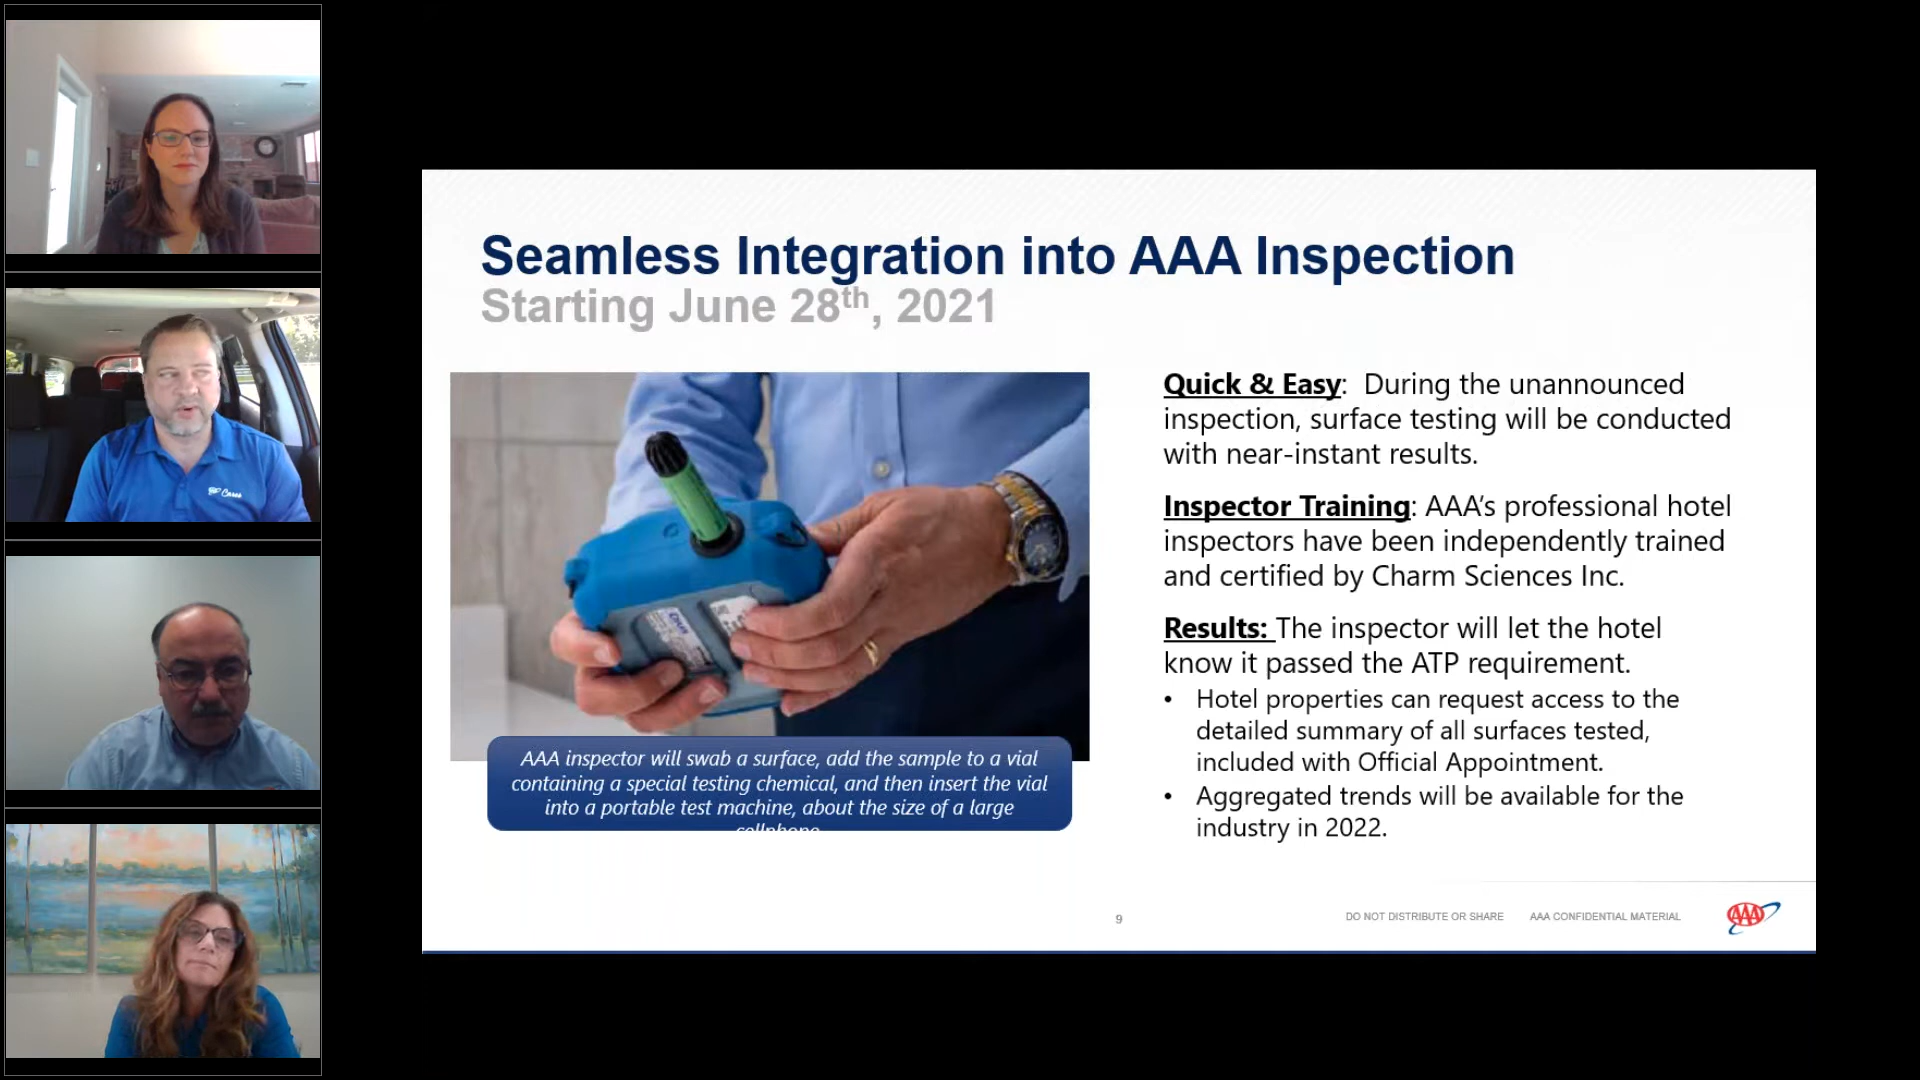 Seamless Integration into AAA Inspection
Starting June 28th, 2021
AAA inspector will swab a surface, add the sample to a vial
containing a special testing chemical, and then insert the vial
into a portable test machine, about the size of a large
cellphone
Quick & Easy:  During the unannounced
inspection, surface testing will be conducted
with near-instant results.
Inspector Training: AAA’s professional hotel
inspectors have been independently trained
and certified by Charm Sciences Inc.
Results: The inspector will let the hotel
know it passed the ATP requirement.
• Hotel properties can request access to the
detailed summary of all surfaces tested,
included with Official Appointment.
• Aggregated trends will be available for the
industry in 2022.
9
DO NOT DISTRIBUTE OR SHARE AAA CONFIDENTIAL MATERIAL
AAA